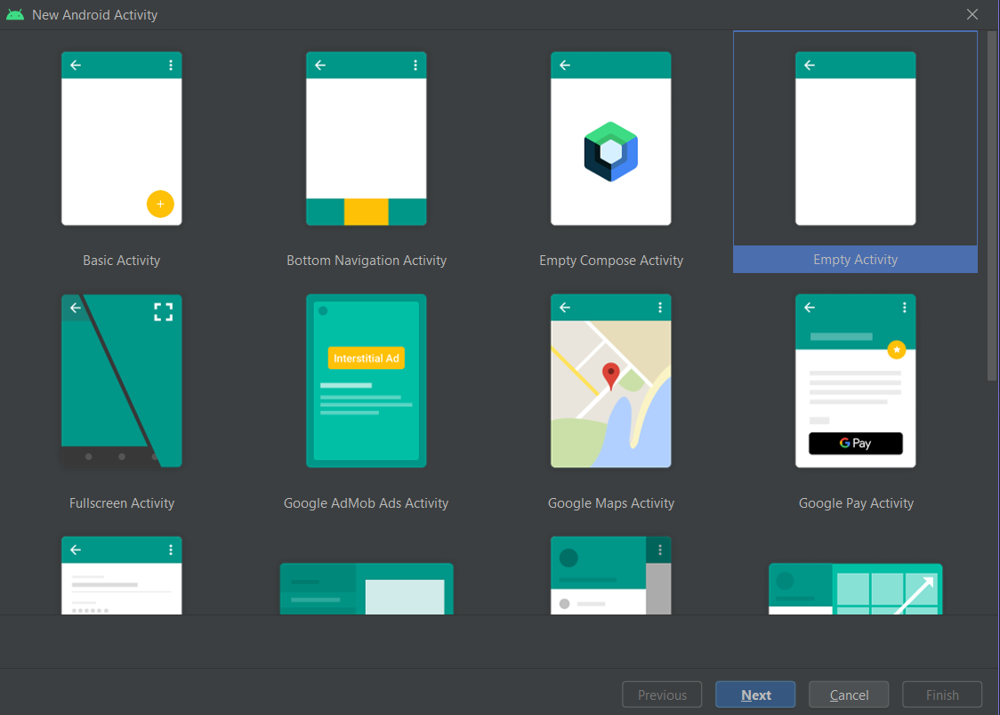 New Android Activity
Basic Activity
Bottom Navigation Activity
Empty Compose Activity
Empty Activity
Interstitial Ad
G Pay
Fullscreen Activity
Google AdMob Ads Activity
Google Maps Activity
Google Pay Activity
Previous
Next
Cancel
Finish